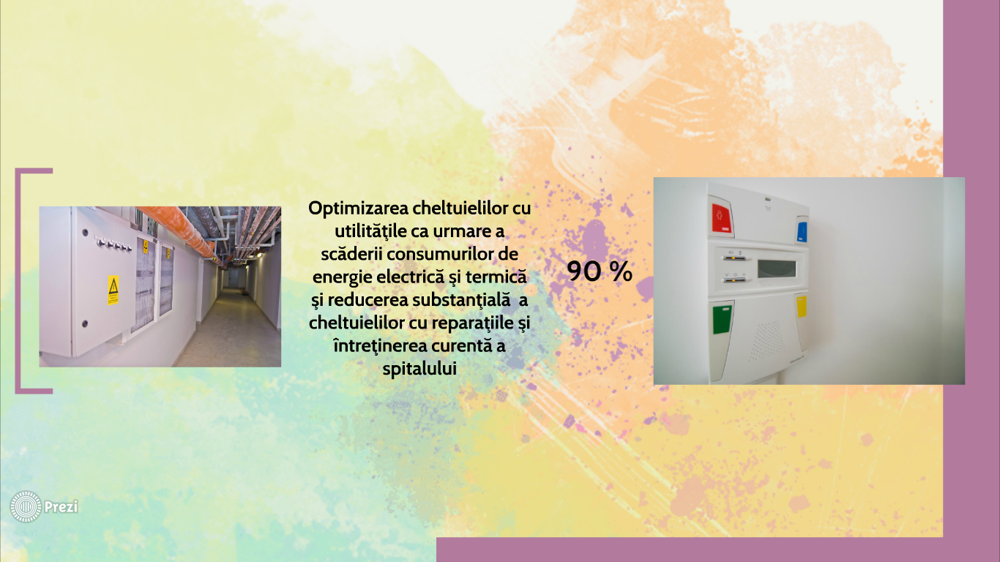 Optimizarea cheltuielilor cu
utilităţile ca urmare a
scăderii consumurilor de
energie electrică şi termică
şi reducerea substanţială  a
cheltuielilor cu reparaţiile şi
întreţinerea curentă a
spitalului
90 %
Prezi